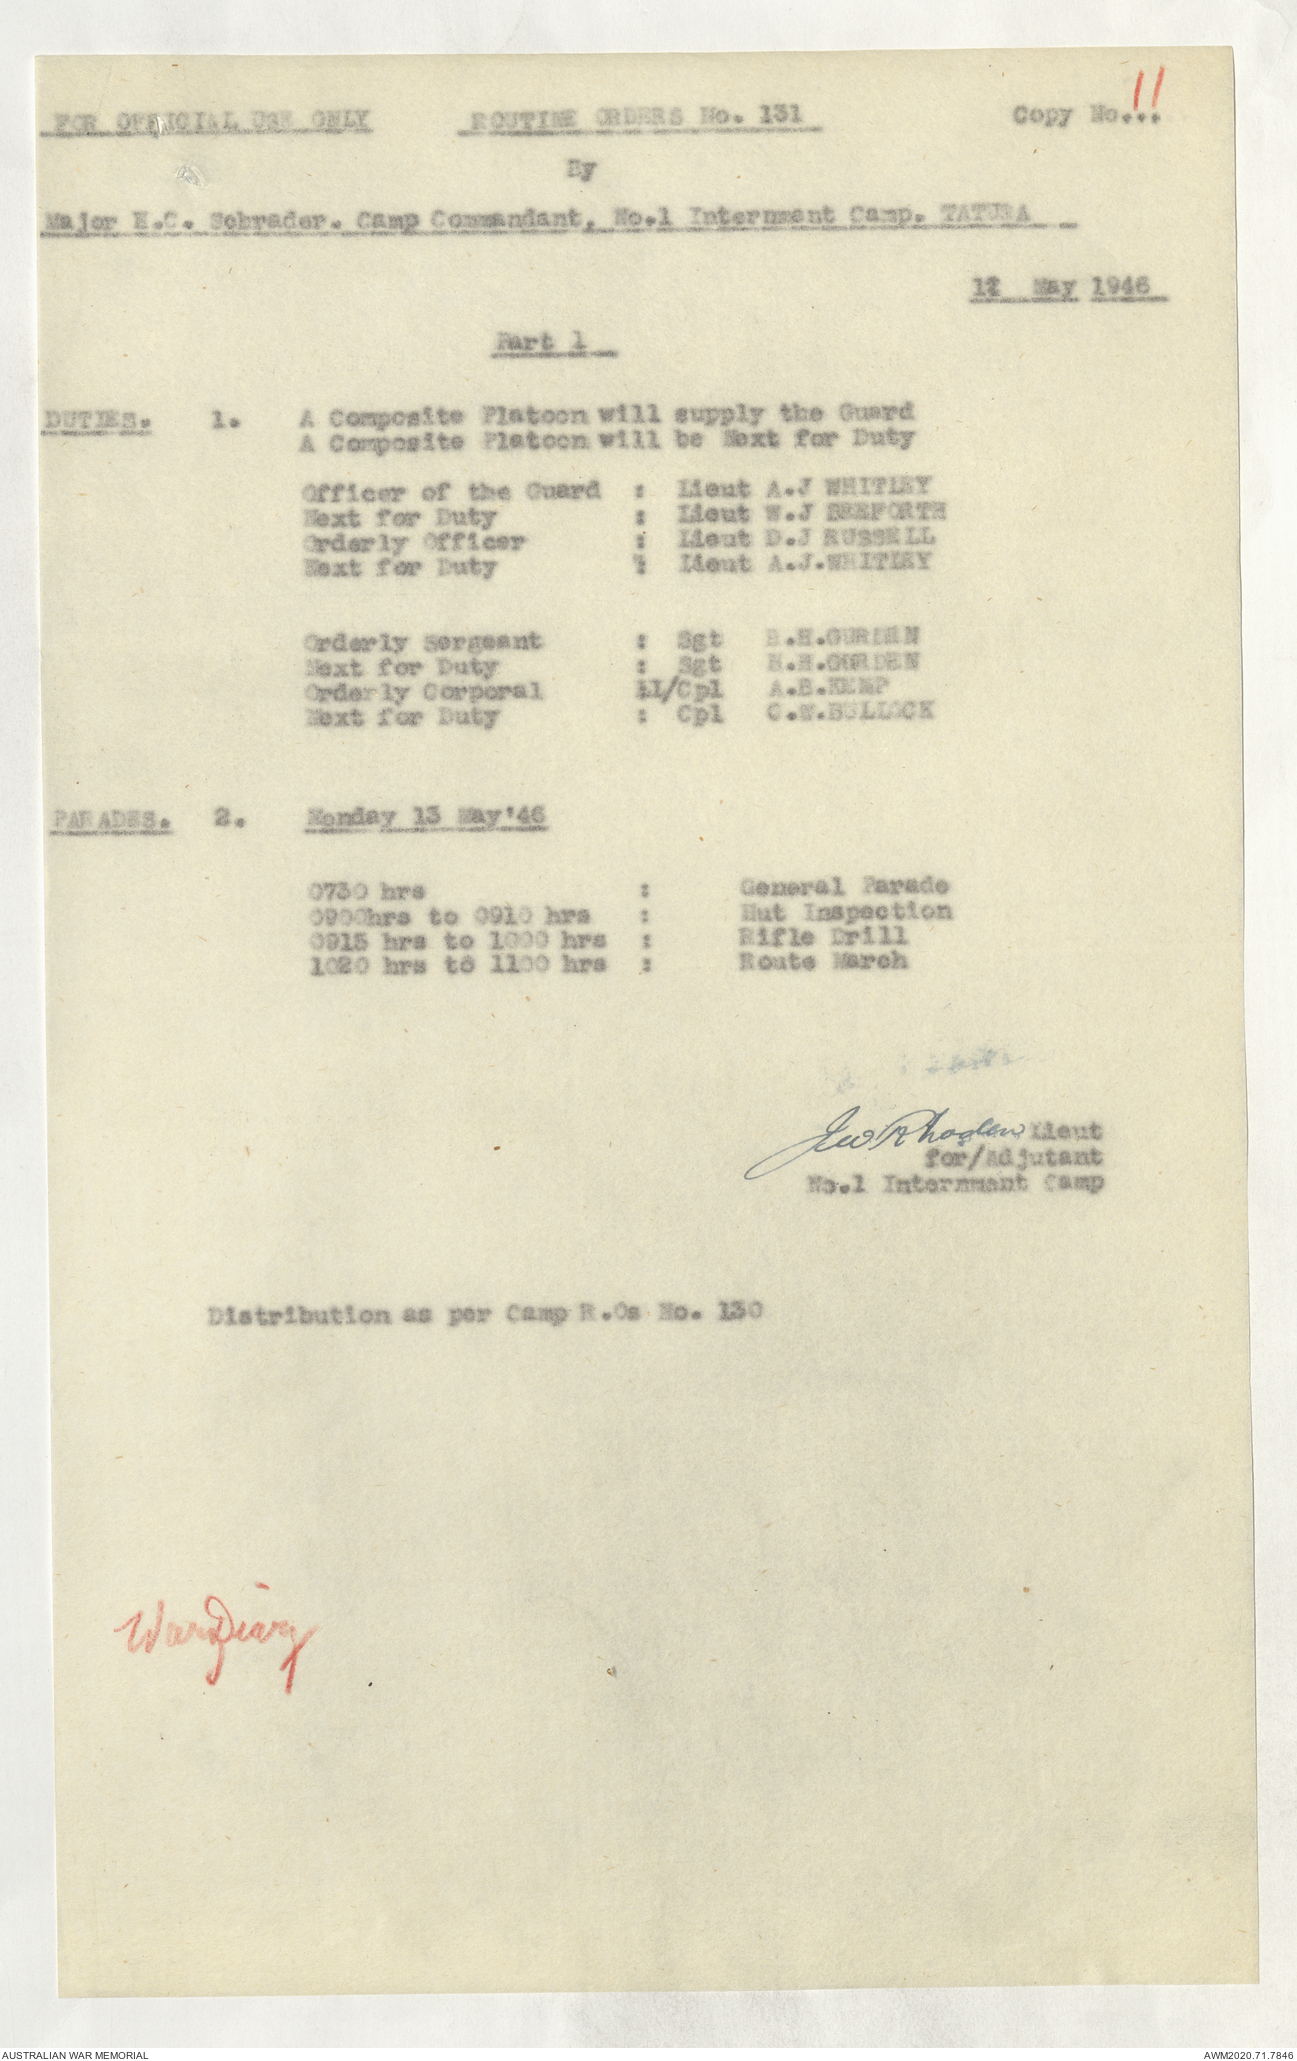 FOR OFFICIAL USE ONLY ROUTINE ORDERS No. 131 Copy No... 11
By
Major H.C. Schrader. Camp Commandant, No.1 Internment Camp. TATURA
May 1946
Part 1
DUTIES. 1. A Composite Platoon will supply the Guard
A Composite Platoon will be Next for Duty
Officer of the Guard : Lieut A.J WHITLEY
Next for Duty : Lieut W.J SEEFORTH
Orderly Officer : Lieut D.J RUSSELL
Next for Duty : Lieut A.J.WHITLEY
Orderly Sergeant : Sgt
Next for Duty : Sgt
Orderly Corporal : L/Cpl A.B.KEMP
Next for Duty : Cpl C.W.BULLOCK
PARADES. 2. Monday 13 May'46
0730 hrs : General Parade
0900hrs to 0910 hrs : Hut Inspection
0915 hrs to 1000 hrs : Rifle Drill
1020 hrs to 1100 hrs : Route March
Lieut
for/Adjutant
No.1 Internment Camp
Distribution as per Camp R.Os No. 130
War Diary
AUSTRALIAN WAR MEMORIAL AWM2020.71.7846